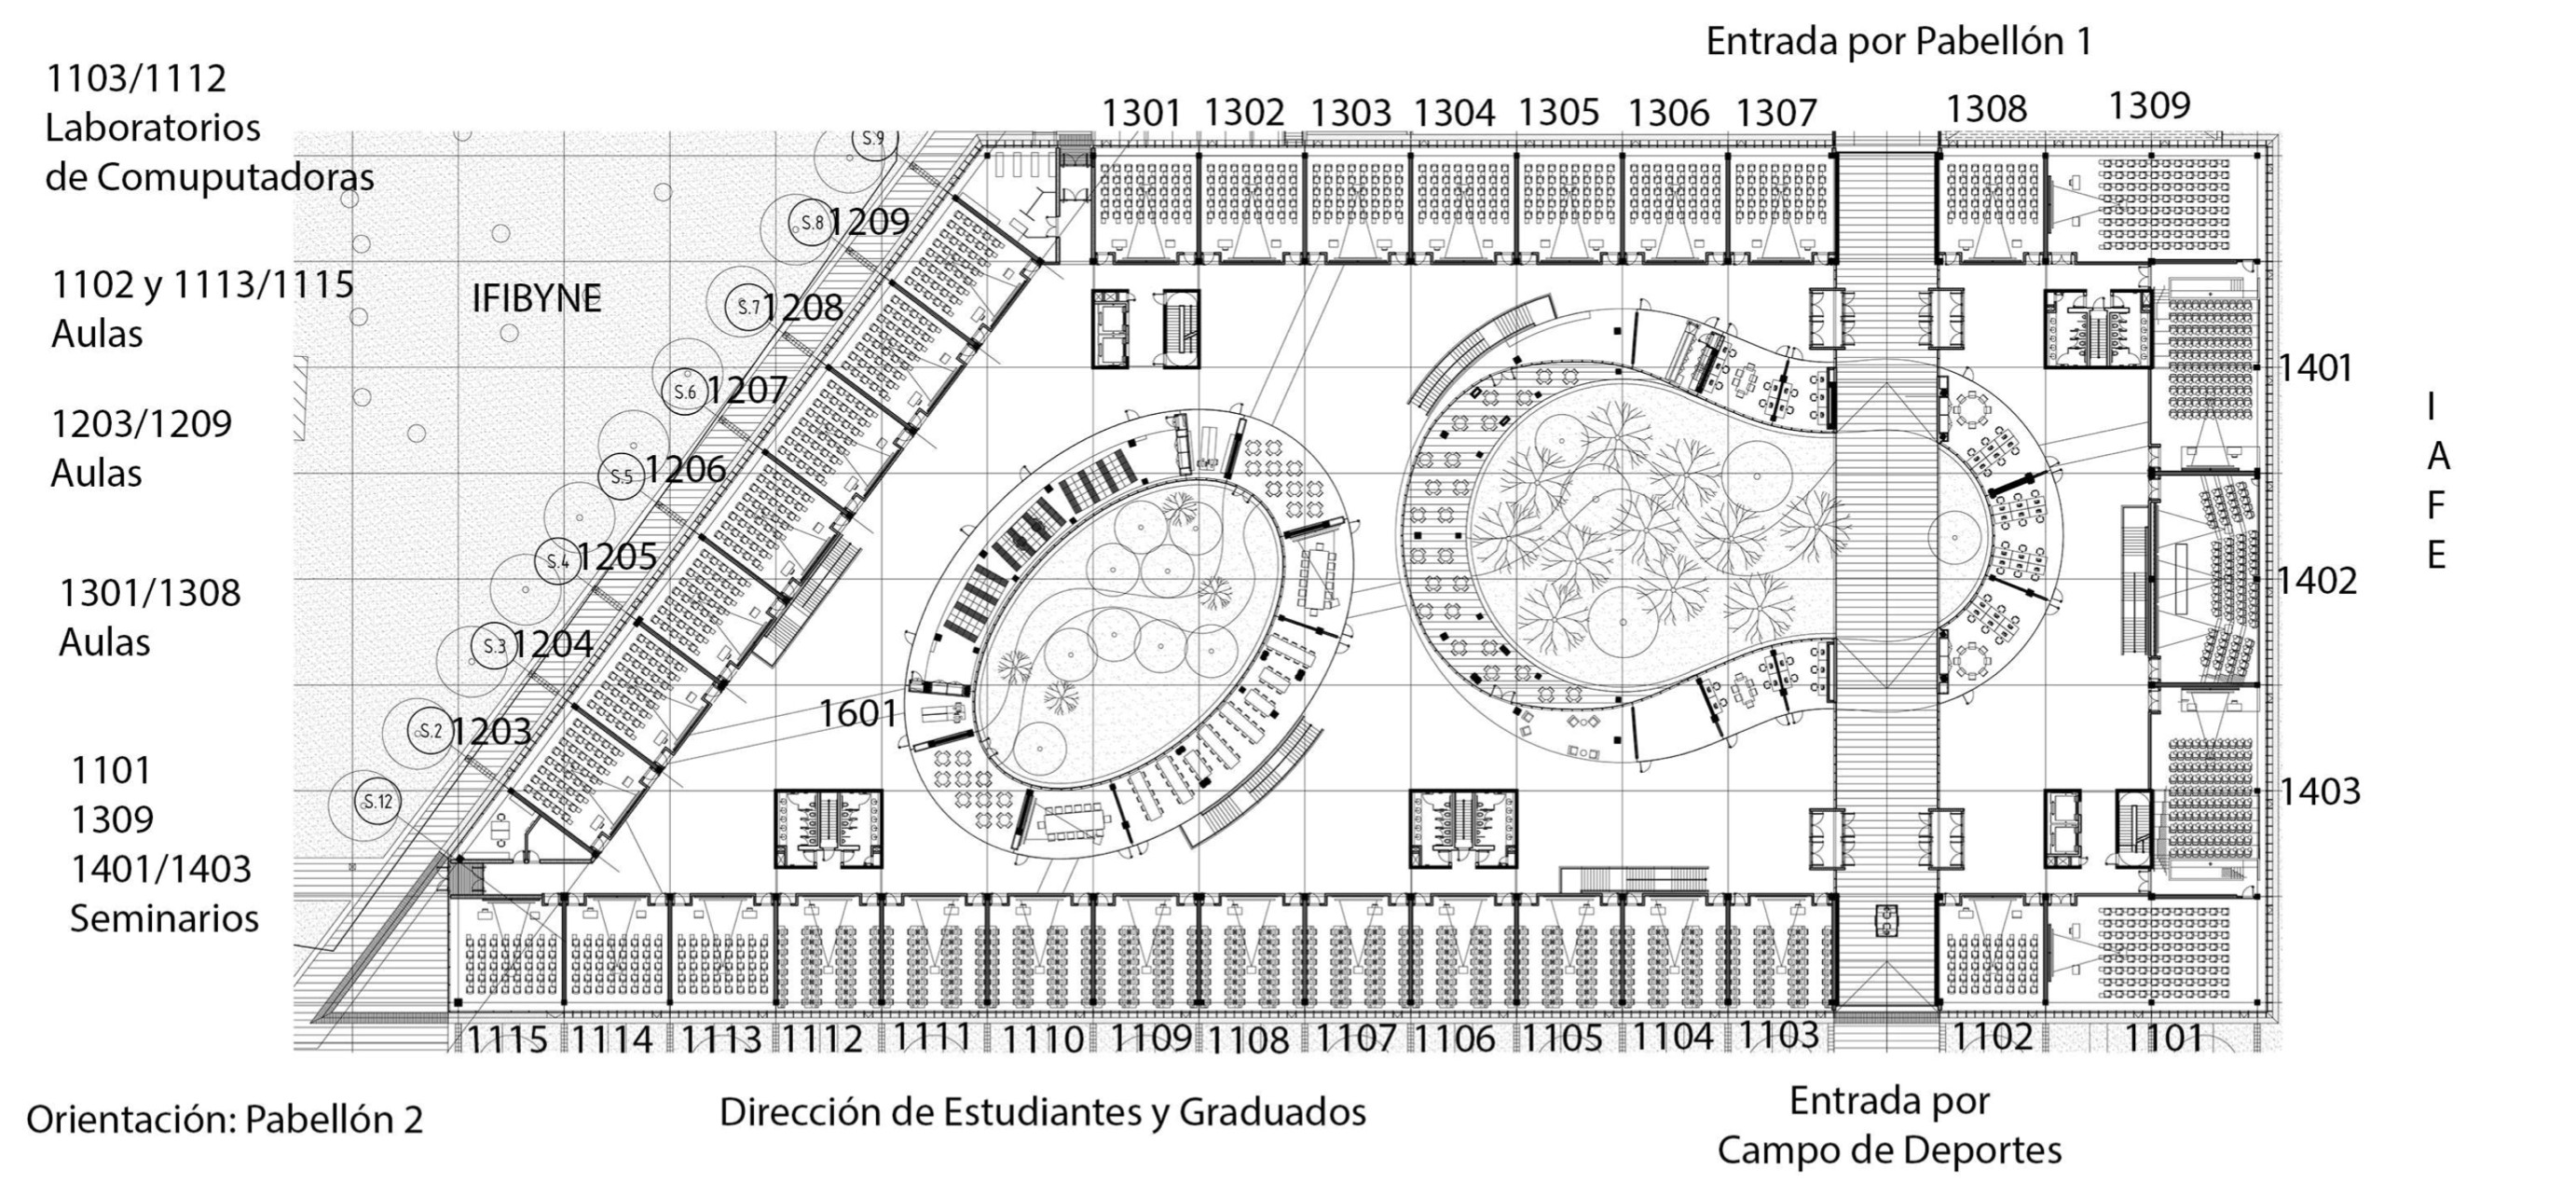 Entrada por Pabellón 1
1103/1112
Laboratorios
de Comuputadoras
1102 y 1113/1115
Aulas
1203/1209
Aulas
1301/1308
Aulas
1101
1309
1401/1403
Seminarios
Orientación: Pabellón 2
IFIBYNE
1301 1302 1303 1304 1305 1306 1307 1308 1309
S.9
S.8 1209
S.7 1208
S.6 1207
S.5 1206
S.4 1205
S.3 1204
S.2 1203
S.12
1601
1401
1402
1403
I
A
F
E
1115 1114 1113 1112 1111 1110 1109 1108 1107 1106 1105 1104 1103 1102 1101
Dirección de Estudiantes y Graduados
Entrada por
Campo de Deportes